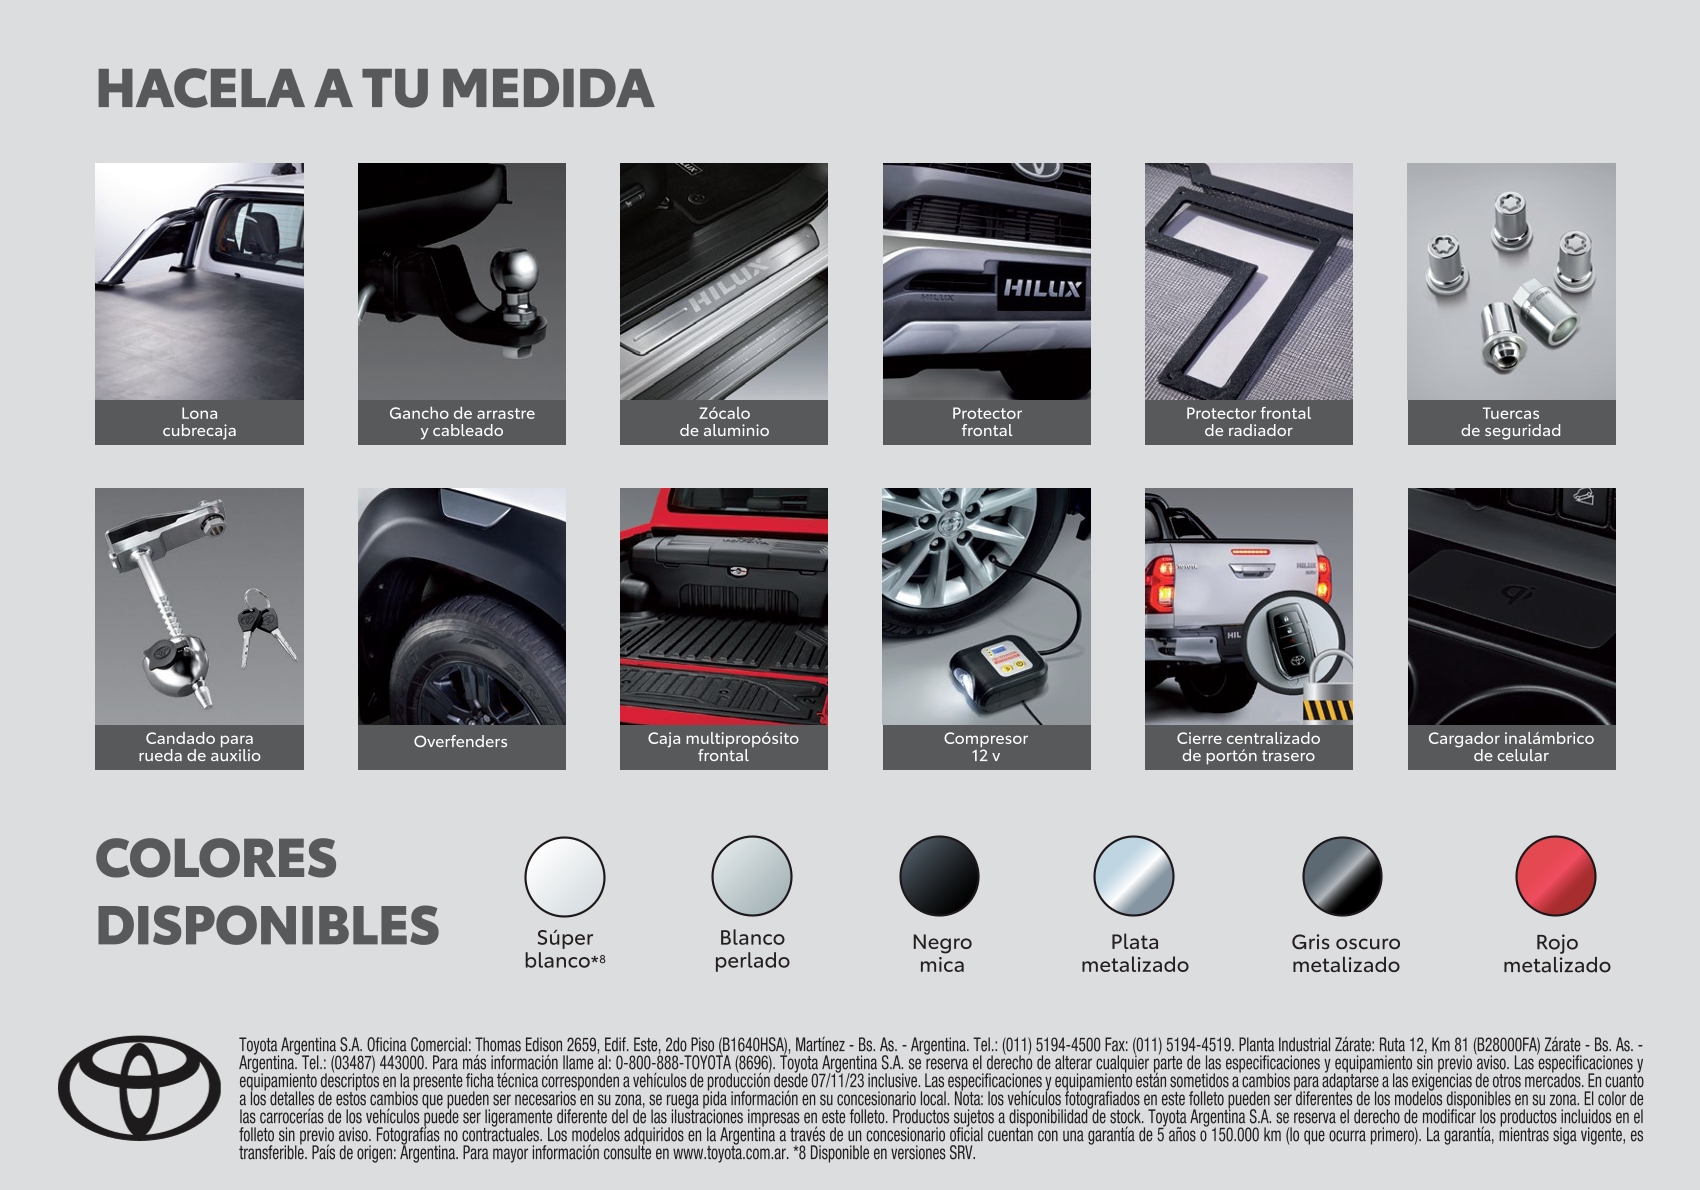 HACELA A TU MEDIDA
HILUX
HILUX
HILUX
Lona
cubrecaja
Gancho de arrastre
y cableado
Zócalo
de aluminio
Protector
frontal
Protector frontal
de radiador
Tuercas
de seguridad
TOYOTA
HILUX
HIL
qi
Candado para
rueda de auxilio
Overfenders
Caja multipropósito
frontal
Compresor
12 v
Cierre centralizado
de portón trasero
Cargador inalámbrico
de celular
COLORES
DISPONIBLES
Súper
blanco*8
Blanco
perlado
Negro
mica
Plata
metalizado
Gris oscuro
metalizado
Rojo
metalizado
Toyota Argentina S.A. Oficina Comercial: Thomas Edison 2659, Edif. Este, 2do Piso (B1640HSA), Martínez - Bs. As. - Argentina. Tel.: (011) 5194-4500 Fax: (011) 5194-4519. Planta Industrial Zárate: Ruta 12, Km 81 (B28000FA) Zárate - Bs. As. -
Argentina. Tel.: (03487) 443000. Para más información llame al: 0-800-888-TOYOTA (8696). Toyota Argentina S.A. se reserva el derecho de alterar cualquier parte de las especificaciones y equipamiento sin previo aviso. Las especificaciones y
equipamiento descriptos en la presente ficha técnica corresponden a vehículos de producción desde 07/11/23 inclusive. Las especificaciones y equipamiento están sometidos a cambios para adaptarse a las exigencias de otros mercados. En cuanto
a los detalles de estos cambios que pueden ser necesarios en su zona, se ruega pida información en su concesionario local. Nota: los vehículos fotografiados en este folleto pueden ser diferentes de los modelos disponibles en su zona. El color de
las carrocerías de los vehículos puede ser ligeramente diferente del de las ilustraciones impresas en este folleto. Productos sujetos a disponibilidad de stock. Toyota Argentina S.A. se reserva el derecho de modificar los productos incluidos en el
folleto sin previo aviso. Fotografías no contractuales. Los modelos adquiridos en la Argentina a través de un concesionario oficial cuentan con una garantía de 5 años o 150.000 km (lo que ocurra primero). La garantía, mientras siga vigente, es
transferible. País de origen: Argentina. Para mayor información consulte en www.toyota.com.ar. *8 Disponible en versiones SRV.